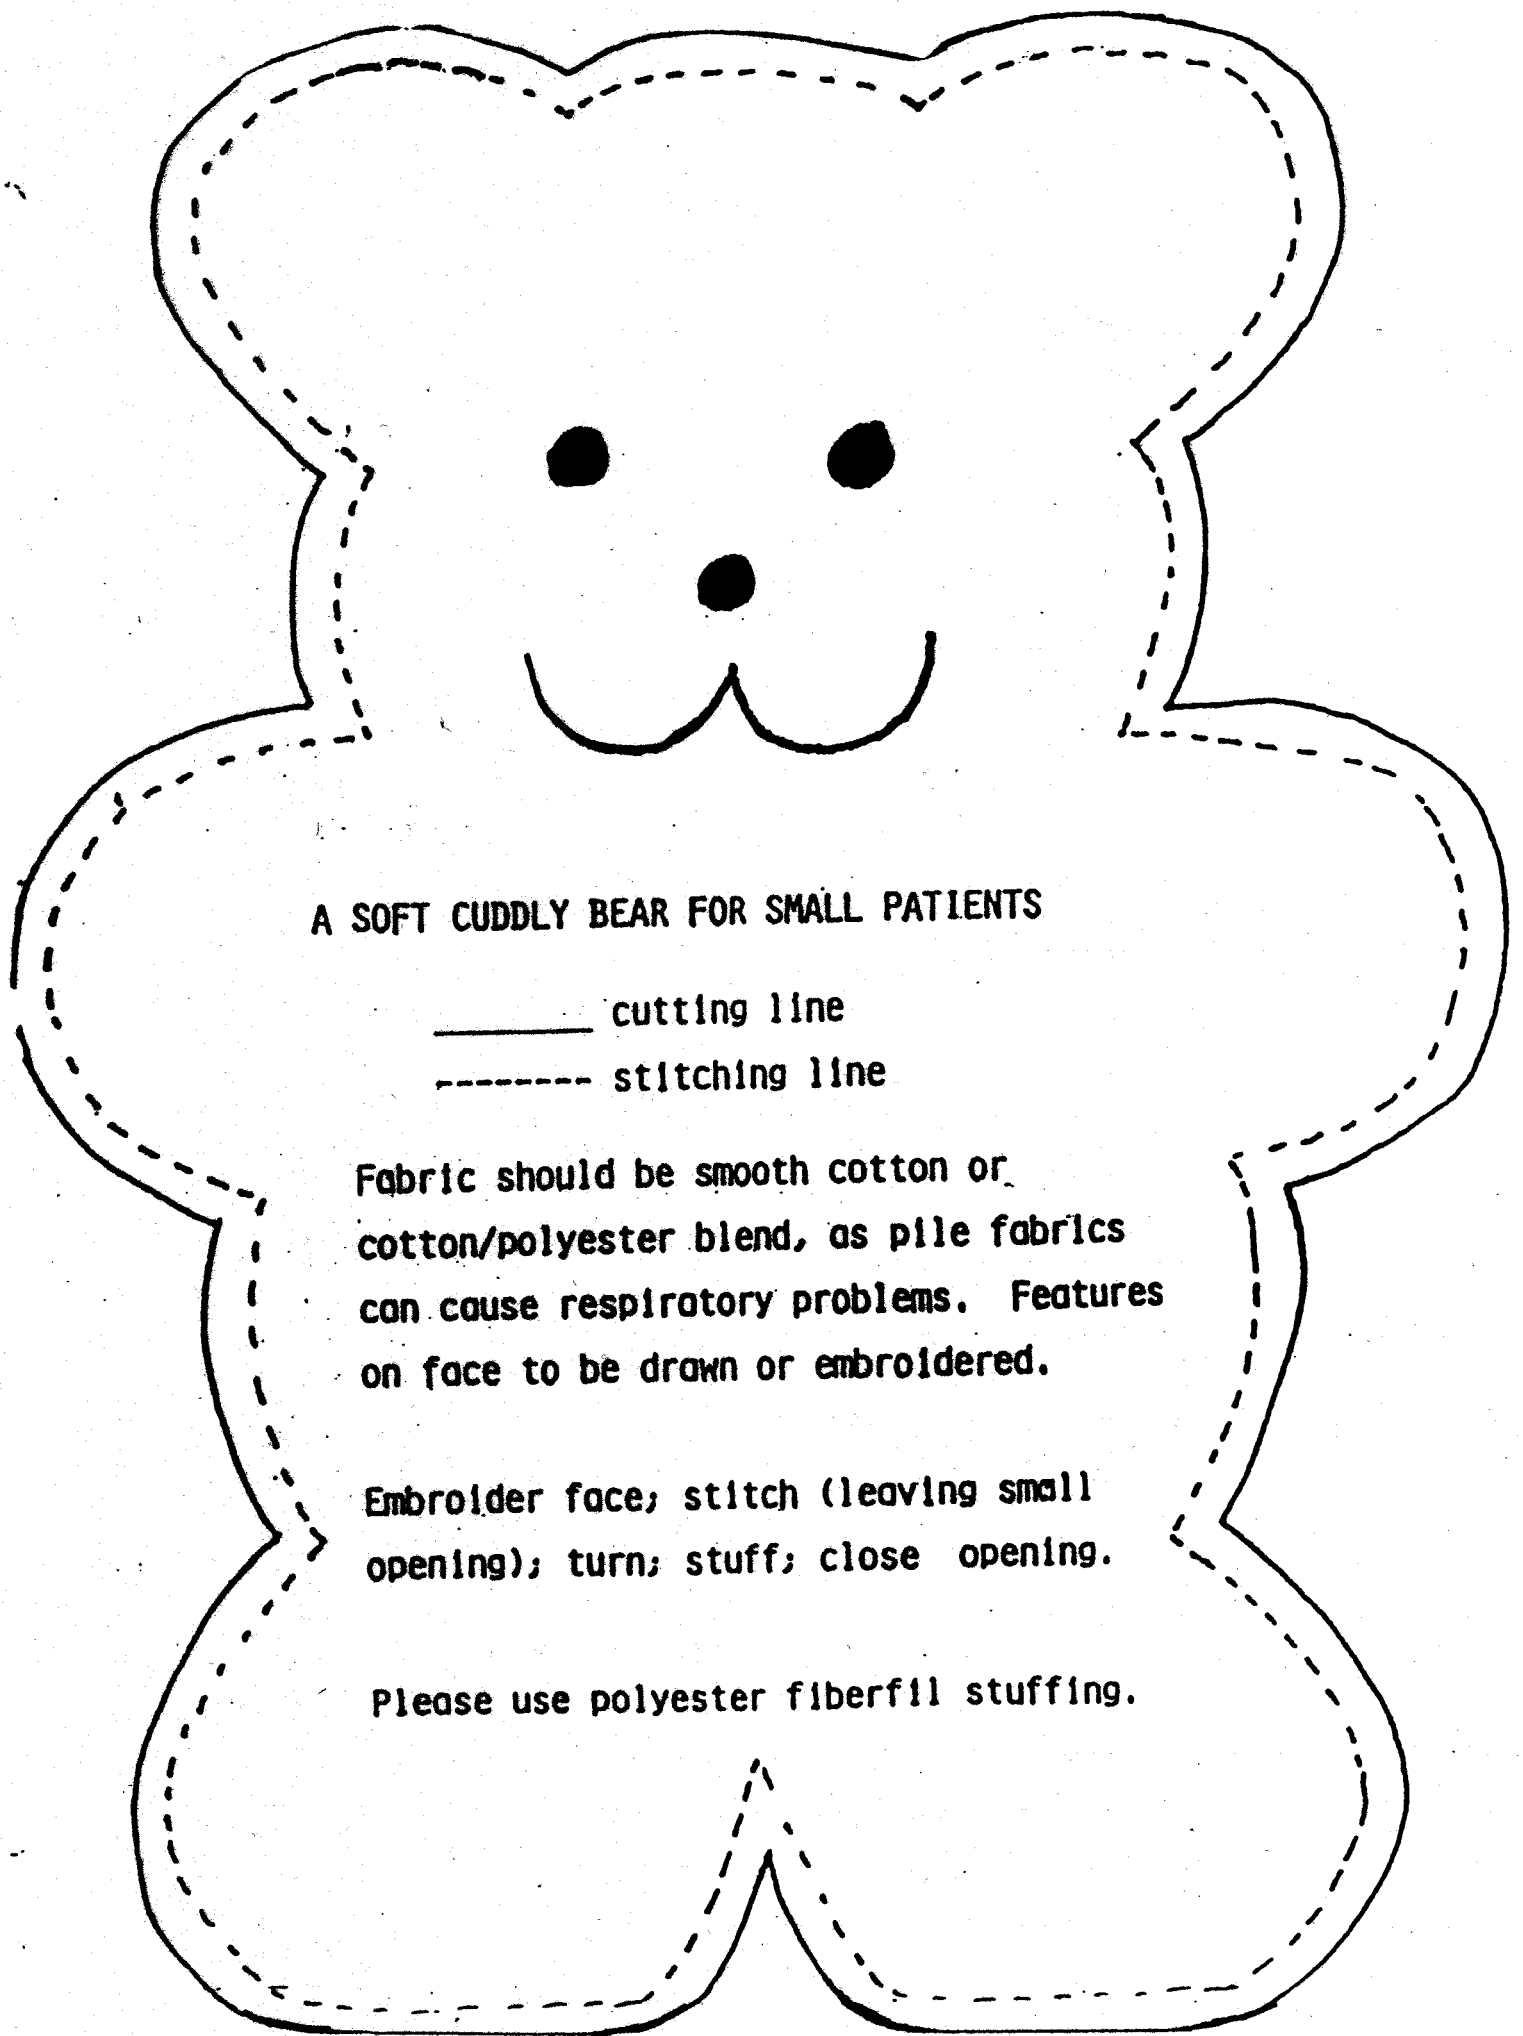 A SOFT CUDDLY BEAR FOR SMALL PATIENTS
cutting line
stitching line
Fabric should be smooth cotton or
cotton/polyester blend, as pile fabrics
can cause respiratory problems. Features
on face to be drawn or embroidered.
Embroider face; stitch (leaving small
opening); turn; stuff; close opening.
Please use polyester fiberfil stuffing.